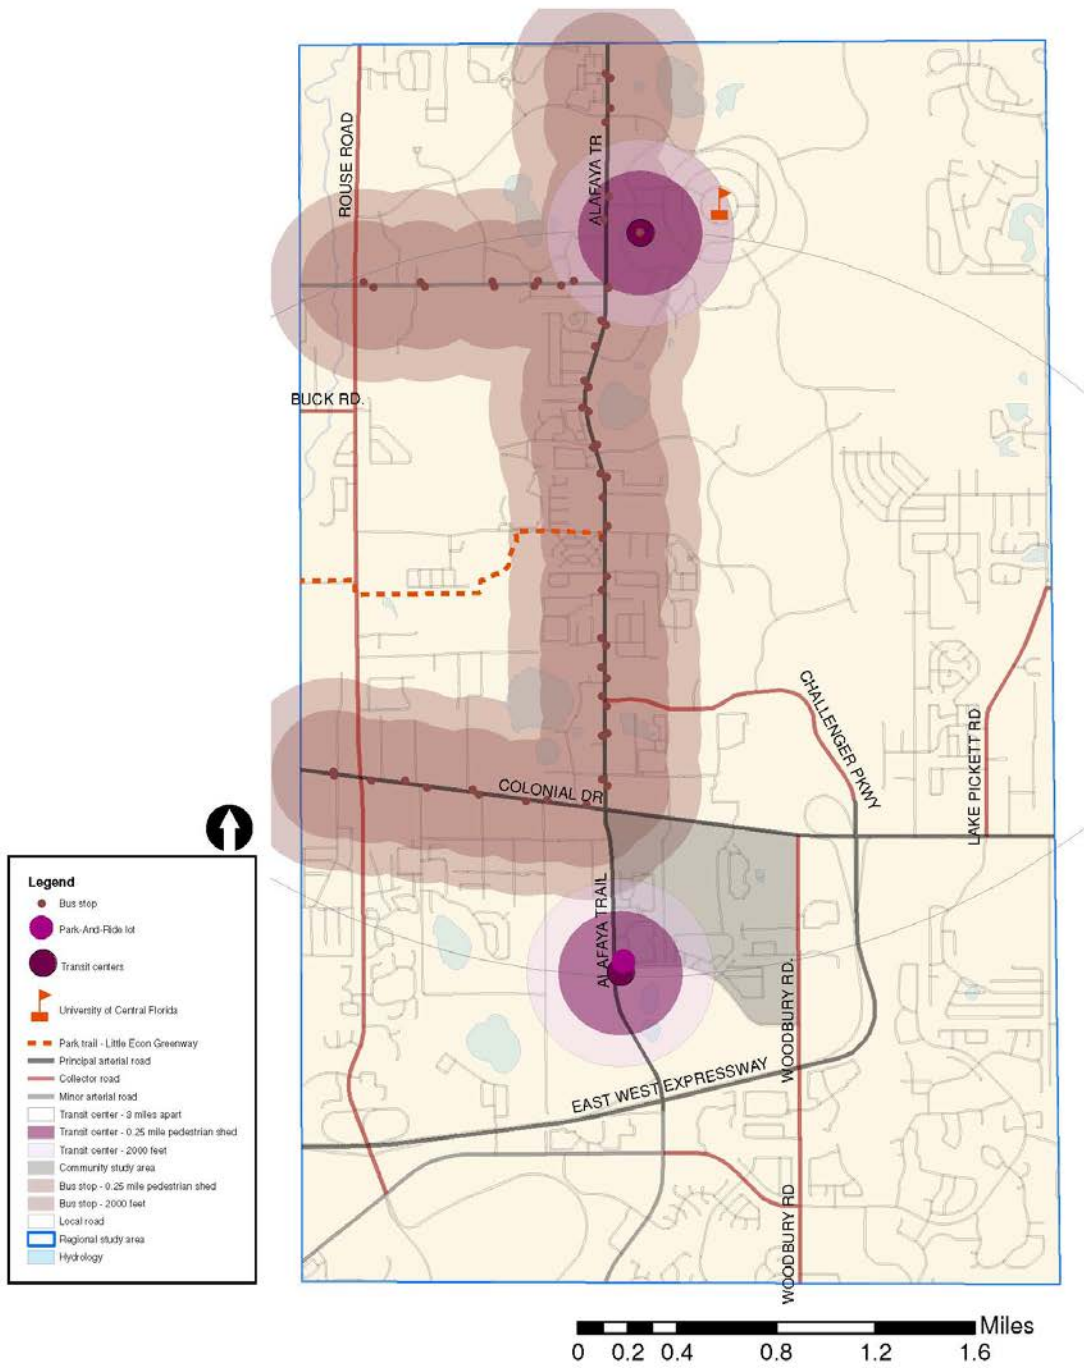 ROUSE ROAD
ALAFAYA TR
BUCK RD.
CHALLENGER PKWY
LAKE PICKETT RD
COLONIAL DR
ALAFAYA TRAIL
WOODBURY RD.
EAST WEST EXPRESSWAY
WOODBURY RD
Legend
Bus stop
Park-And-Ride lot
Transit centers
University of Central Florida
Park trail - Little Econ Greenway
Principal arterial road
Collector road
Minor arterial road
Transit center - 3 miles apart
Transit center - 0.25 mile pedestrian shed
Transit center - 2000 feet
Community study area
Bus stop - 0.25 mile pedestrian shed
Bus stop - 2000 feet
Local road
Regional study area
Hydrology
Miles
0 0.2 0.4 0.8 1.2 1.6